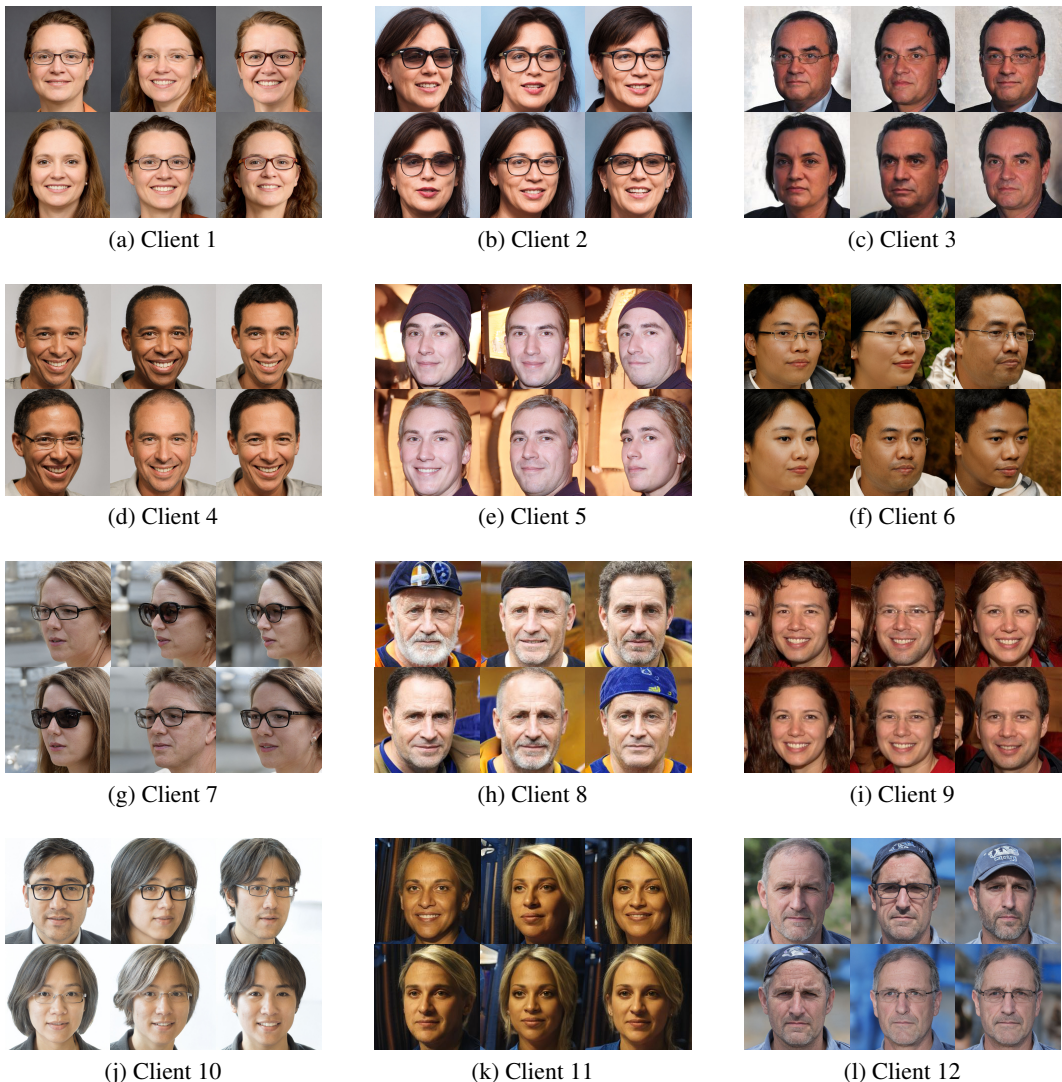 (a) Client 1
(b) Client 2
(c) Client 3
(d) Client 4
(e) Client 5
(f) Client 6
(g) Client 7
(h) Client 8
(i) Client 9
(j) Client 10
(k) Client 11
(l) Client 12